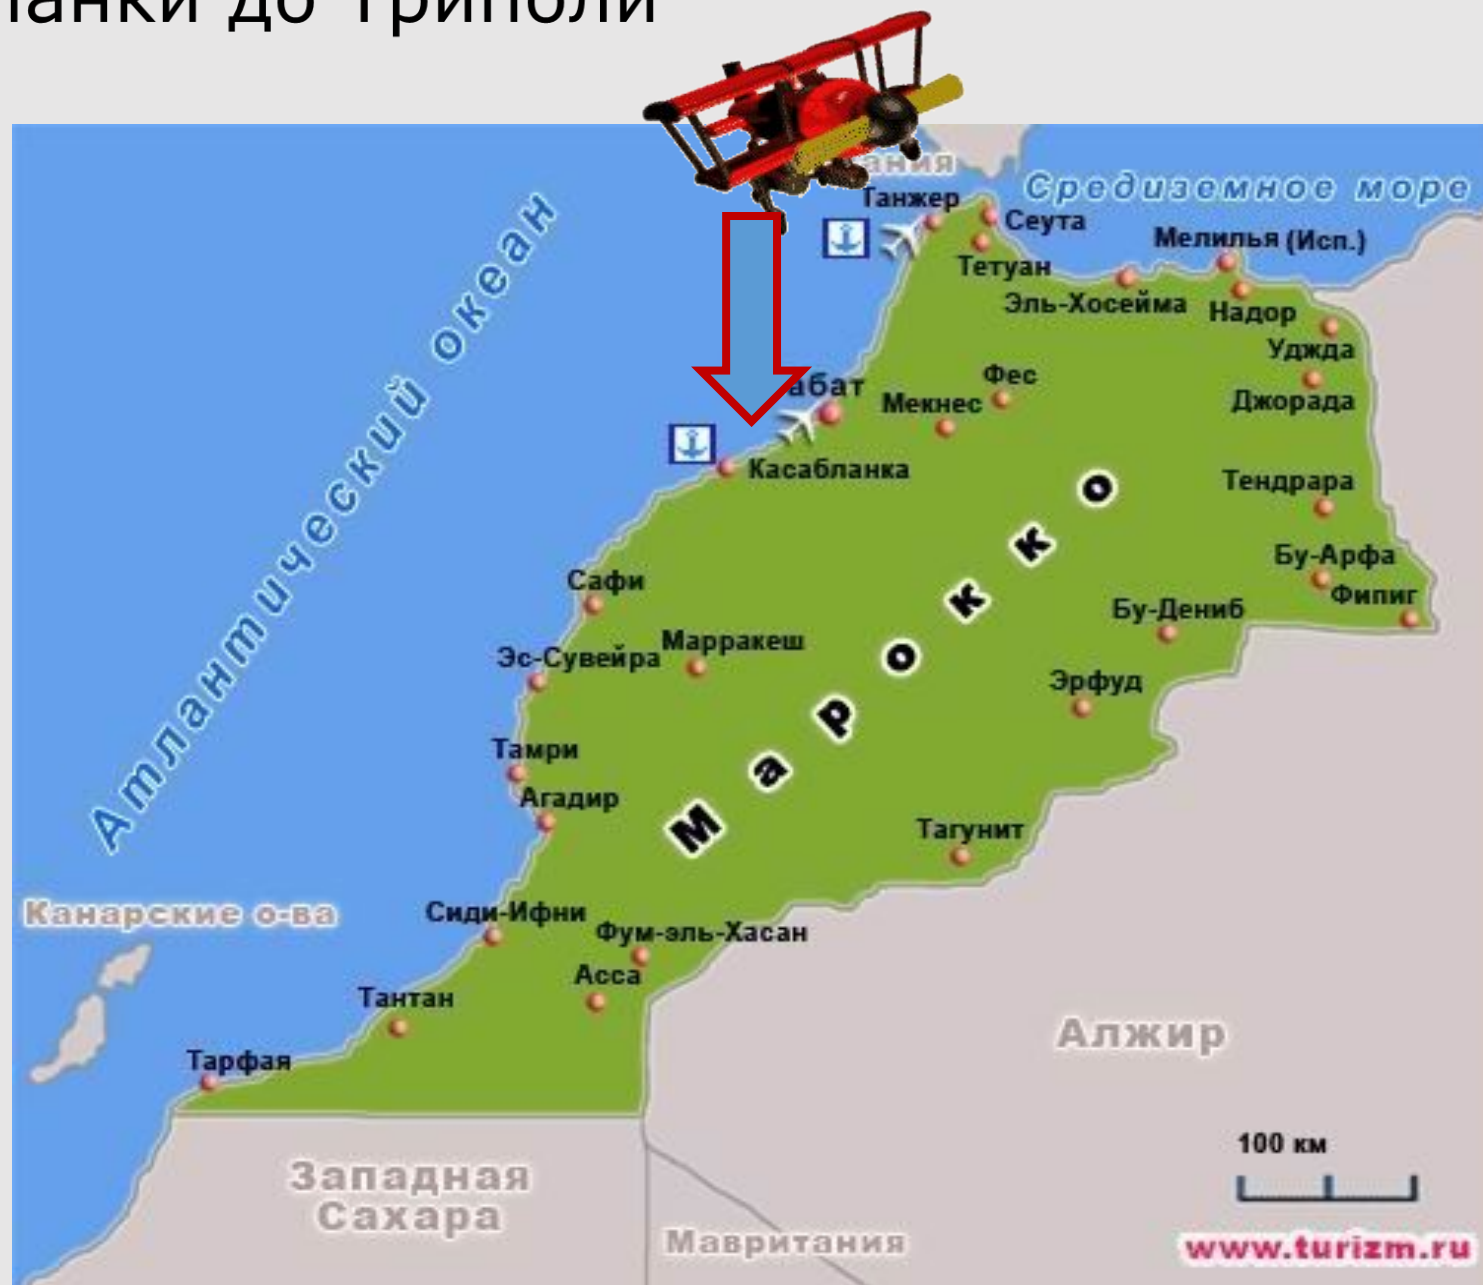 до Триполи
Средиземное море
Танжер
Сеута
Тетуан
Мелилья (Исп.)
Эль-Хосейма
Надор
Уджда
Джорада
Фес
Мекнес
Касабланка
Атлантический океан
Тендрара
Бу-Арфа
Фипиг
Бу-Дениб
Сафи
Марракеш
Эс-Сувейра
Эрфуд
Марокко
Тамри
Агадир
Тагунит
Канарские о-ва
Сиди-Ифни
Фум-эль-Хасан
Асса
Тантан
Тарфая
Алжир
100 км
Западная
Сахара
Мавритания
www.turizm.ru